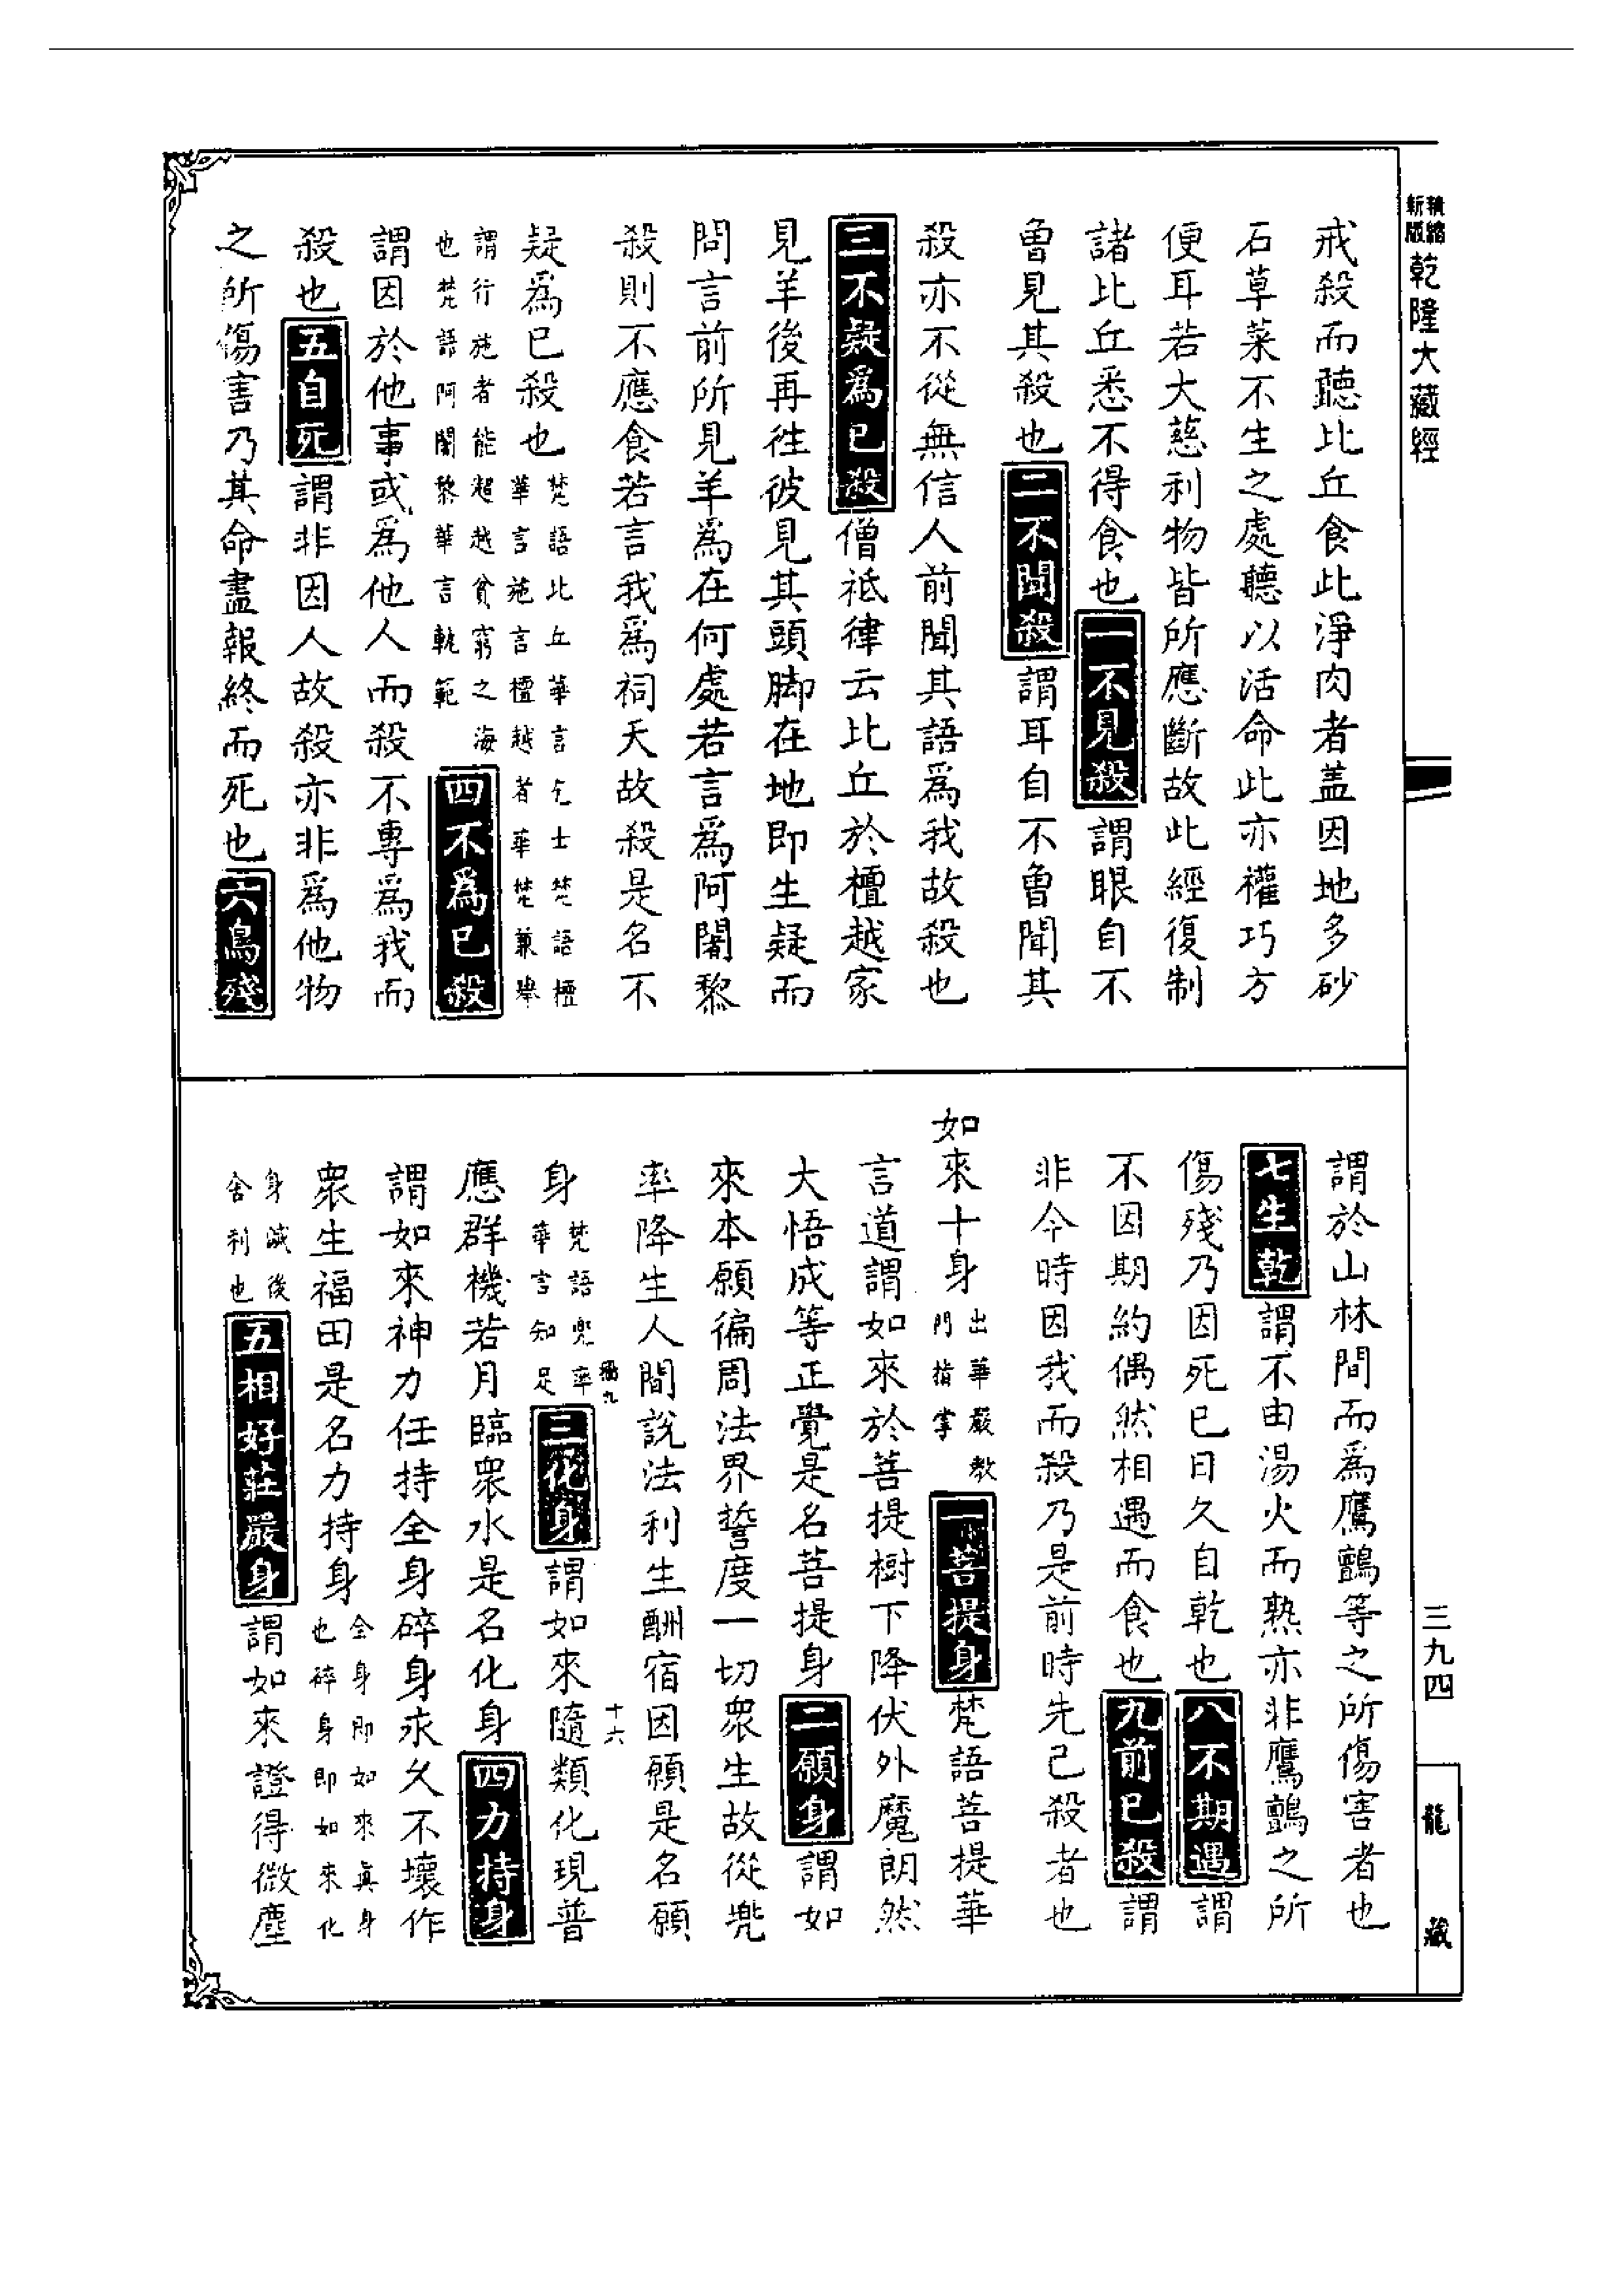 新版精縮乾隆大藏經
戒殺而聽比丘食此淨肉者盖因地多砂
石草菜不生之處聽以活命此亦權巧方
便耳若大慈利物皆所應斷故此經復制
諸比丘悉不得食也一不見殺謂眼自不
曾見其殺也二不聞殺謂耳自不曾聞其
殺亦不從無信人前聞其語爲我故殺也
三不疑爲已殺僧祇律云比丘於檀越家
見羊後再往彼見其頭脚在地即生疑而
問言前所見羊爲在何處若言爲阿闍黎
殺則不應食若言我爲祠天故殺是名不
疑爲已殺也梵語比丘華言乞士梵語檀華言施言檀越者華梵兼舉
謂行施者能超越貧窮之海也梵語阿闍黎華言軌範四不爲已殺
謂因於他事或爲他人而殺不專爲我而
殺也五自死謂非因人故殺亦非爲他物
之所傷害乃其命盡報終而死也六鳥殘
三九四
龍藏
謂於山林間而爲鷹鸇等之所傷害者也
七生乾謂不由湯火而熟亦非鷹鸇之所
傷殘乃因死已日久自乾也八不期遇謂
不因期約偶然相遇而食也九前已殺謂
非今時因我而殺乃是前時先已殺者也
如來十身出華嚴教門指掌一菩提身梵語菩提華
言道謂如來於菩提樹下降伏外魔朗然
大悟成等正覺是名菩提身二願身謂如
來本願徧周法界誓度一切衆生故從兠
率降生人間說法利生酬宿因願是名願
十六
身梵語兠率華言知足三化身謂如來隨類化現普
應群機若月臨衆水是名化身四力持身
謂如來神力任持全身碎身永久不壞作
衆生福田是名力持身全身即如來真身也碎身即如來化
身滅後舍利也五相好莊嚴身謂如來證得微塵